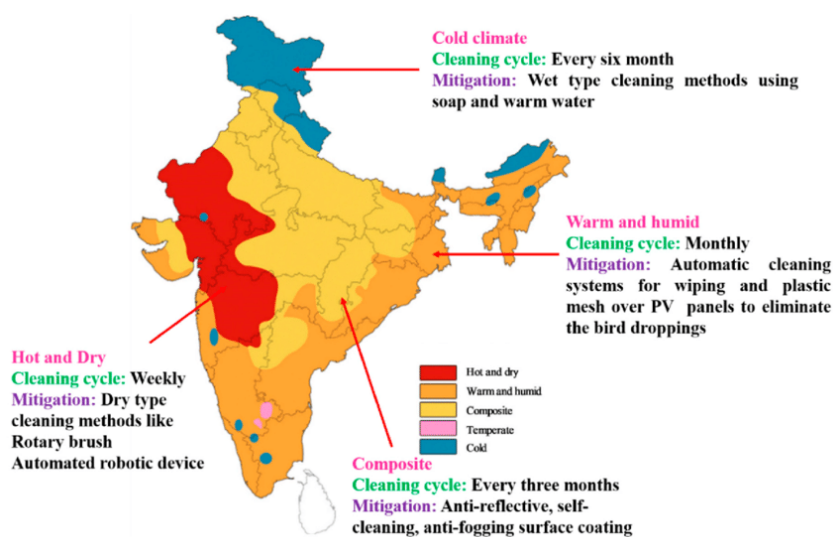 Cold climate
Cleaning cycle: Every six month
Mitigation: Wet type cleaning methods using
soap and warm water
Warm and humid
Cleaning cycle: Monthly
Mitigation: Automatic cleaning
systems for wiping and plastic
mesh over PV panels to eliminate
the bird droppings
Hot and Dry
Cleaning cycle: Weekly
Mitigation: Dry type
cleaning methods like
Rotary brush
Automated robotic device
Hot and dry
Warm and humid
Composite
Temperate
Cold
Composite
Cleaning cycle: Every three months
Mitigation: Anti-reflective, self-
cleaning, anti-fogging surface coating